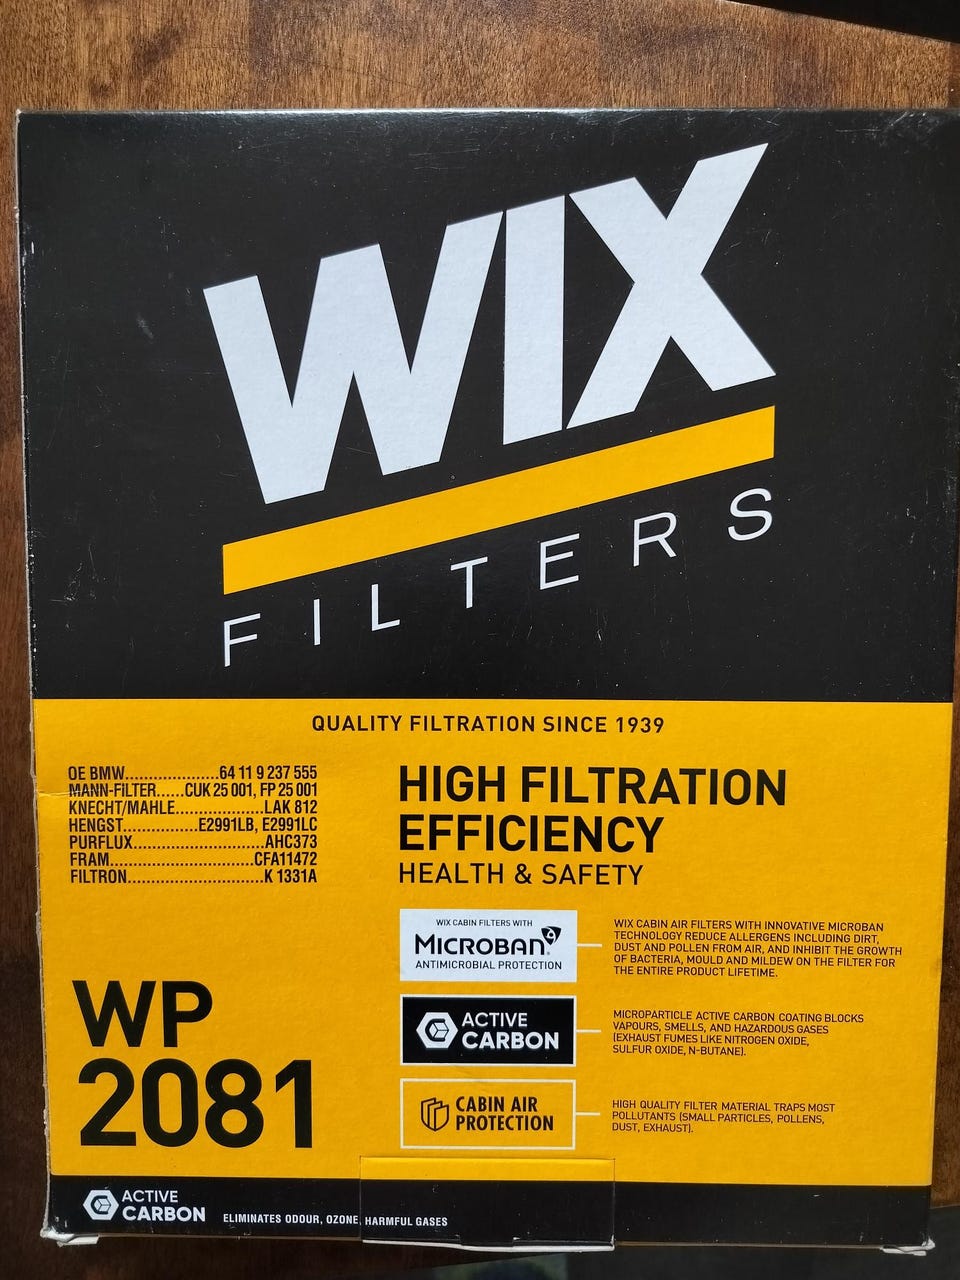 WIX
FILTERS
QUALITY FILTRATION SINCE 1939
OE BMW....................64 11 9 237 555
MANN-FILTER......CUK 25 001, FP 25 001
KNECHT/MAHLE...................LAK 812
HENGST................E2991LB, E2991LC
PURFLUX............................AHC373
FRAM...............................CFA11472
FILTRON.............................K 1331A
HIGH FILTRATION
EFFICIENCY
HEALTH & SAFETY
WIX CABIN FILTERS WITH
MICROBAN
ANTIMICROBIAL PROTECTION
WIX CABIN AIR FILTERS WITH INNOVATIVE MICROBAN
TECHNOLOGY REDUCE ALLERGENS INCLUDING DIRT,
DUST AND POLLEN FROM AIR, AND INHIBIT THE GROWTH
OF BACTERIA, MOULD AND MILDEW ON THE FILTER FOR
THE ENTIRE PRODUCT LIFETIME.
ACTIVE
CARBON
MICROPARTICLE ACTIVE CARBON COATING BLOCKS
VAPOURS, SMELLS, AND HAZARDOUS GASES
(EXHAUST FUMES LIKE NITROGEN OXIDE,
SULFUR OXIDE, N-BUTANE).
CABIN AIR
PROTECTION
HIGH QUALITY FILTER MATERIAL TRAPS MOST
POLLUTANTS (SMALL PARTICLES, POLLENS,
DUST, EXHAUST).
WP
2081
ACTIVE
CARBON
ELIMINATES ODOUR, OZONE, HARMFUL GASES